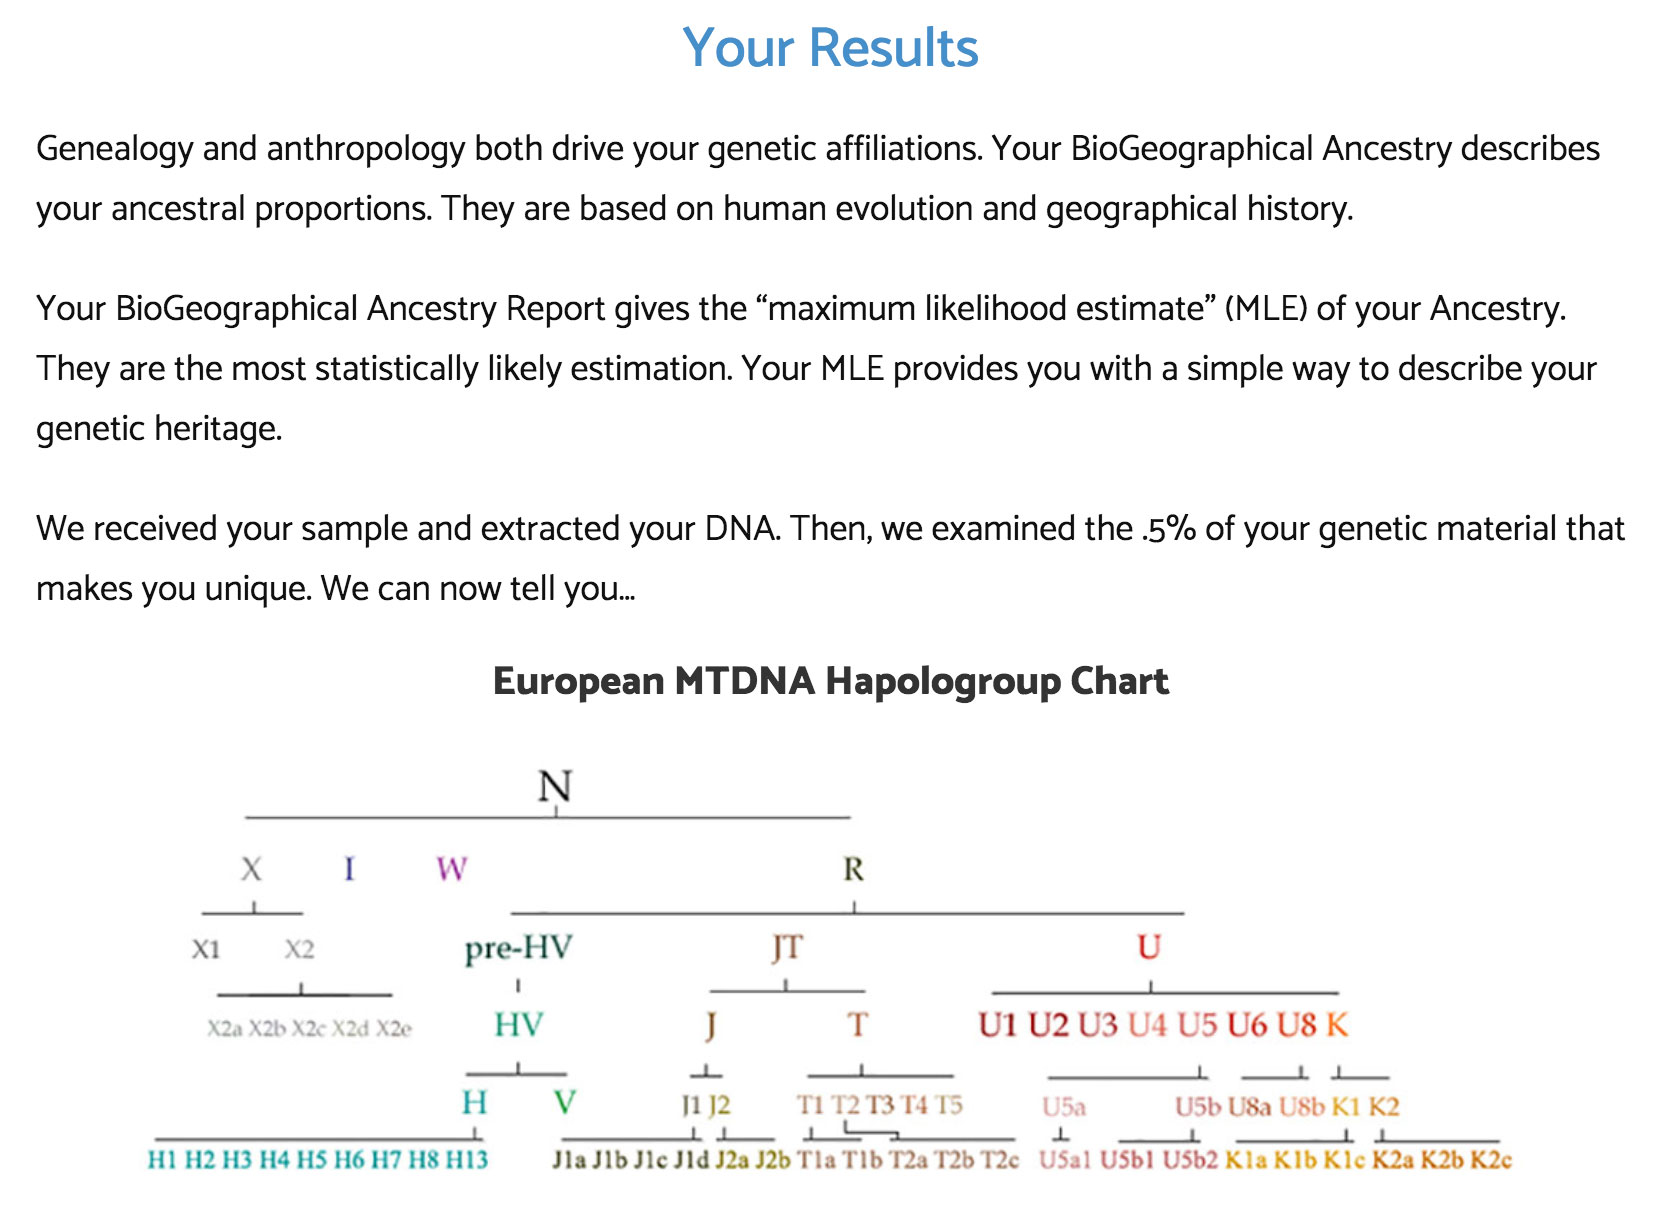 Your Results
Genealogy and anthropology both drive your genetic affiliations. Your BioGeographical Ancestry describes
your ancestral proportions. They are based on human evolution and geographical history.
Your BioGeographical Ancestry Report gives the “maximum likelihood estimate” (MLE) of your Ancestry.
They are the most statistically likely estimation. Your MLE provides you with a simple way to describe your
genetic heritage.
We received your sample and extracted your DNA. Then, we examined the .5% of your genetic material that
makes you unique. We can now tell you...
European MTDNA Hapologroup Chart
N
X I W R
X1 X2 pre-HV JT U
X2a X2b X2c X2d X2e HV J T U1 U2 U3 U4 U5 U6 U8 K
H V J1 J2 T1 T2 T3 T4 T5 U5a U5b U8a U8b K1 K2
H1 H2 H3 H4 H5 H6 H7 H8 H13 J1a J1b J1c J1d J2a J2b T1a T1b T2a T2b T2c U5a1 U5b1 U5b2 K1a K1b K1c K2a K2b K2c